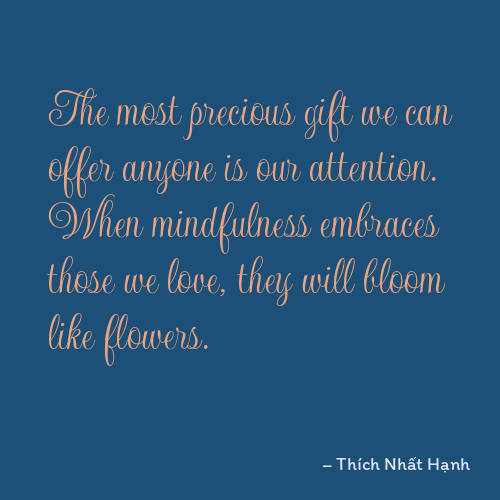 The most precious gift we can
offer anyone is our attention.
When mindfulness embraces
those we love, they will bloom
like flowers.
– Thích Nhất Hạnh